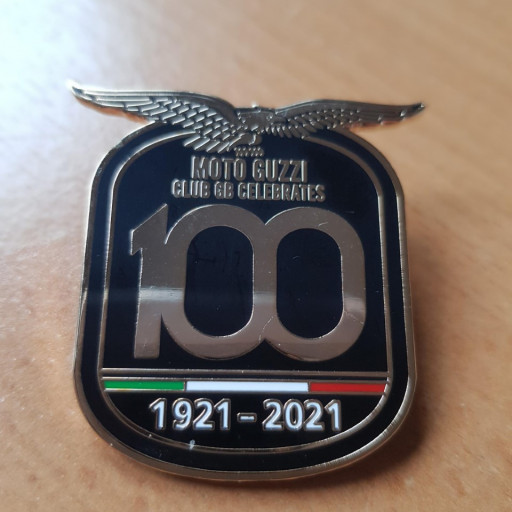 MOTO GUZZI
CLUB GB CELEBRATES
100
1921-2021